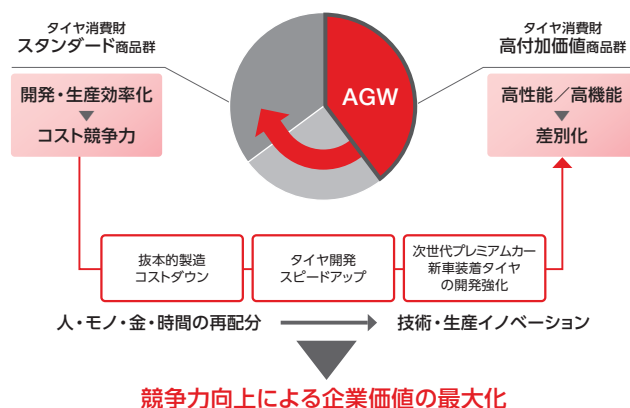 タイヤ消費財
スタンダード商品群
タイヤ消費財
高付加価値商品群
開発・生産効率化
コスト競争力
AGW
高性能／高機能
差別化
抜本的製造
コストダウン
タイヤ開発
スピードアップ
次世代プレミアムカー
新車装着タイヤ
の開発強化
人・モノ・金・時間の再配分
技術・生産イノベーション
競争力向上による企業価値の最大化